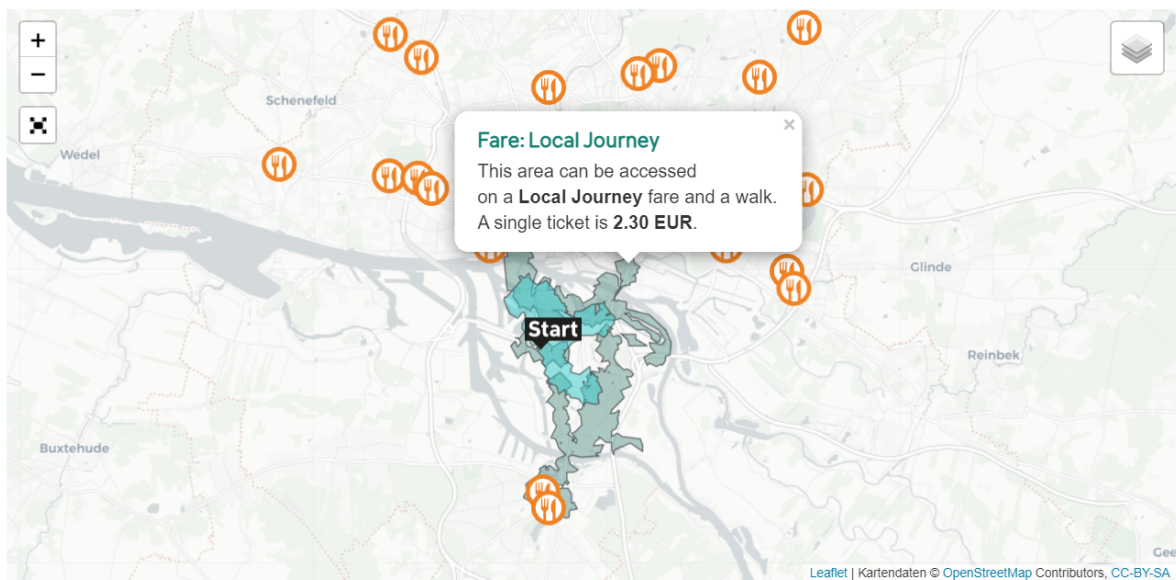 +
−
Schenefeld
Wedel
×
Fare: Local Journey
This area can be accessed
on a Local Journey fare and a walk.
A single ticket is 2.30 EUR.
Glinde
Start
Reinbek
Buxtehude
Gee
Leaflet | Kartendaten © OpenStreetMap Contributors, CC-BY-SA